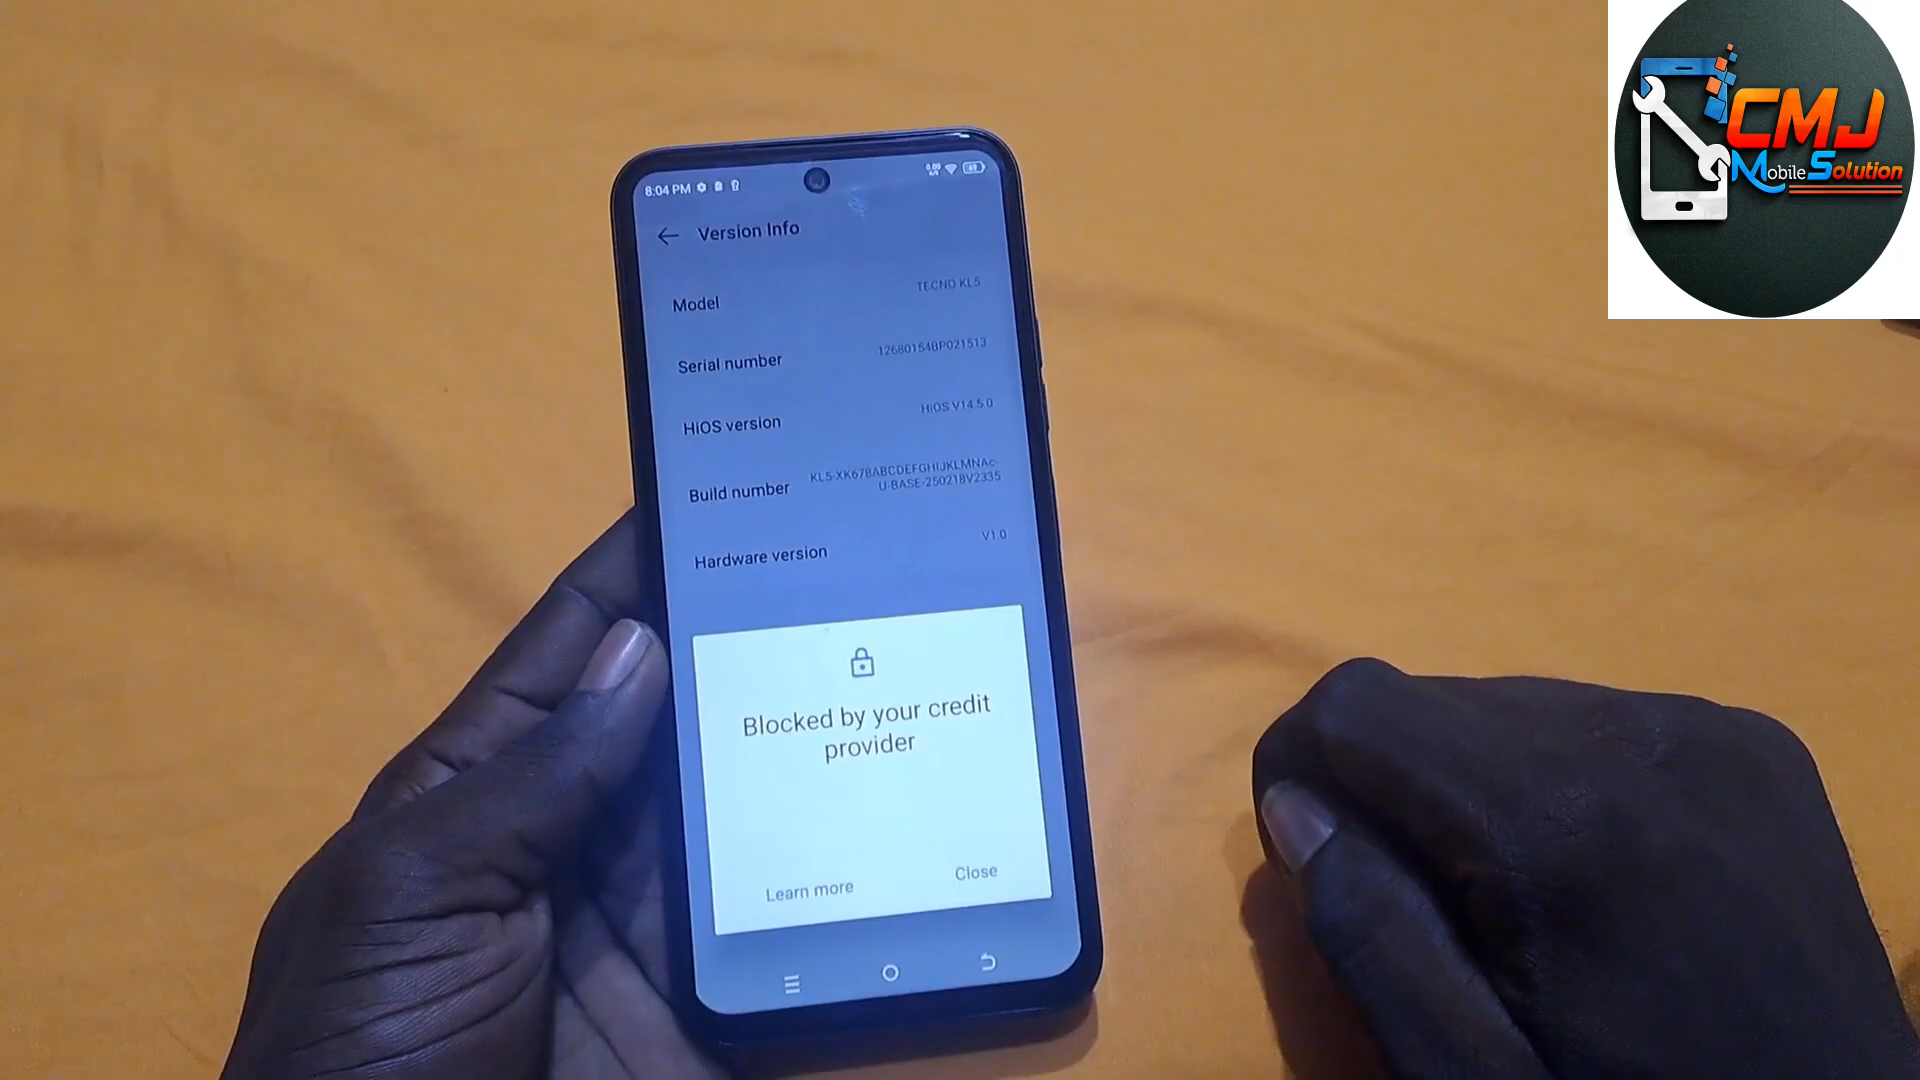 8:04 PM
Version Info
Model
TECNO KL5
Serial number
12680154BP021513
HiOS version
HiOS V14.5.0
Build number
KL5-XK678ABCDEFGHIJKLMNAc-
U-BASE-250218V2335
Hardware version
V1.0
Blocked by your credit
provider
Learn more
Close
CMJ
Mobile Solution